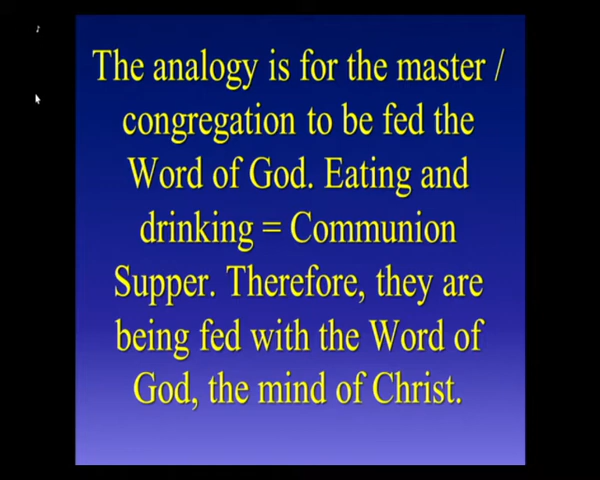 The analogy is for the master /
congregation to be fed the
Word of God. Eating and
drinking = Communion
Supper. Therefore, they are
being fed with the Word of
God, the mind of Christ.